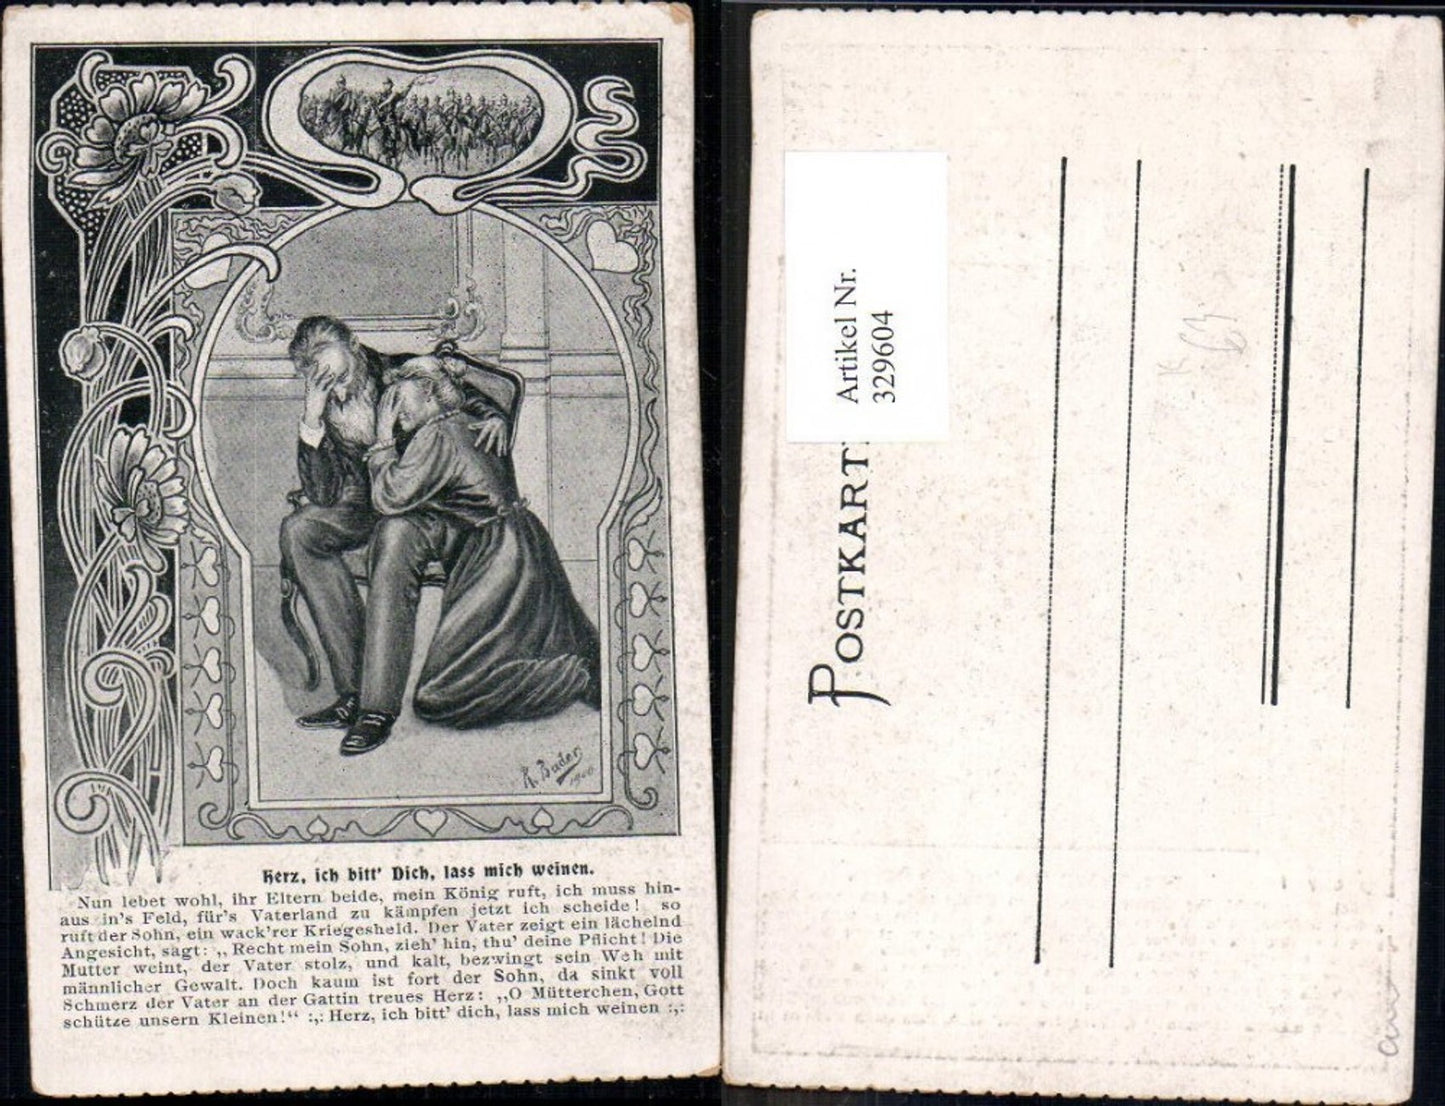 R. Bader
1906
Herz, ich bitt' Dich, lass mich weinen.
Nun lebet wohl, ihr Eltern beide, mein König ruft, ich muss hin-
aus in's Feld, für's Vaterland zu kämpfen jetzt ich scheide! so
ruft der Sohn, ein wack'rer Kriegesheld. Der Vater zeigt ein lächelnd
Angesicht, sagt: „Recht mein Sohn, zieh' hin, thu' deine Pflicht! Die
Mutter weint, der Vater stolz, und kalt, bezwingt sein Weh mit
männlicher Gewalt. Doch kaum ist fort der Sohn, da sinkt voll
Schmerz der Vater an der Gattin treues Herz: „O Mütterchen, Gott
schütze unsern Kleinen!“ :,: Herz, ich bitt' dich, lass mich weinen :,:
Artikel Nr.
329604
POSTKART
63